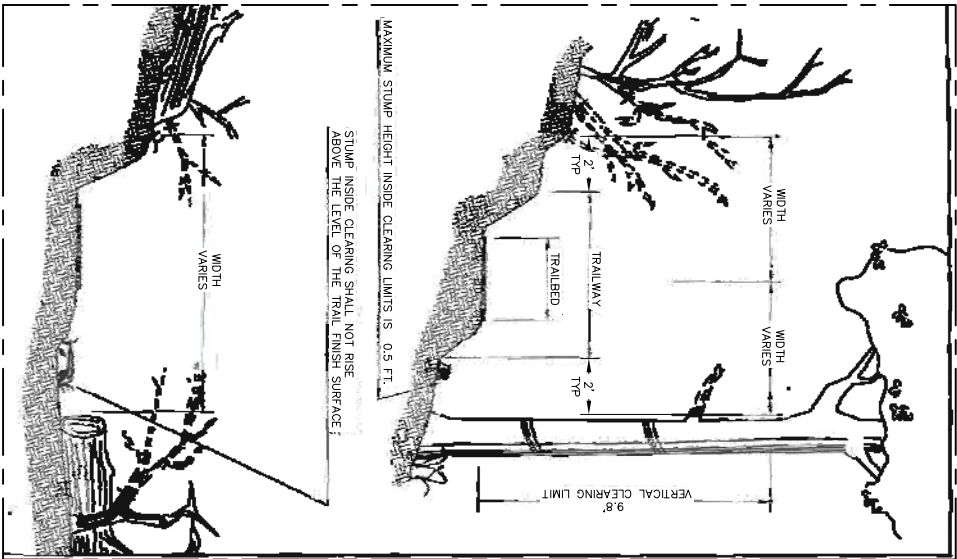 WIDTH
VARIES
WIDTH
VARIES
2'
TYP
TRAILWAY
2'
TYP
TRAILBED
9.8'
VERTICAL CLEARING LIMIT
MAXIMUM STUMP HEIGHT INSIDE CLEARING LIMITS IS 0.5 FT.
STUMP INSIDE CLEARING SHALL NOT RISE
ABOVE THE LEVEL OF THE TRAIL FINISH SURFACE;
WIDTH
VARIES